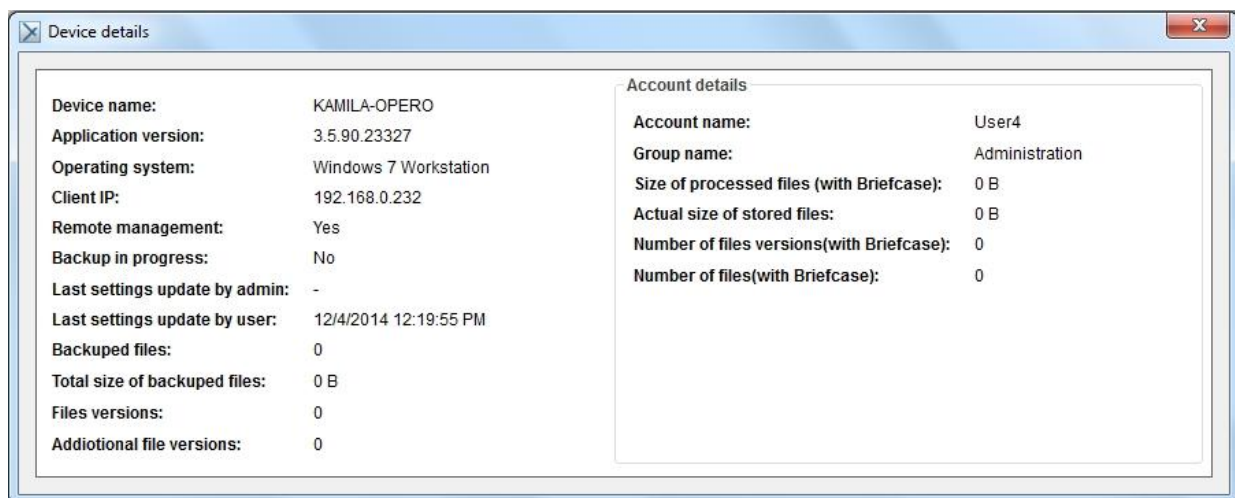 Device details
Device name: KAMILA-OPERO
Application version: 3.5.90.23327
Operating system: Windows 7 Workstation
Client IP: 192.168.0.232
Remote management: Yes
Backup in progress: No
Last settings update by admin: -
Last settings update by user: 12/4/2014 12:19:55 PM
Backuped files: 0
Total size of backuped files: 0 B
Files versions: 0
Addiotional file versions: 0
Account details
Account name: User4
Group name: Administration
Size of processed files (with Briefcase): 0 B
Actual size of stored files: 0 B
Number of files versions(with Briefcase): 0
Number of files(with Briefcase): 0